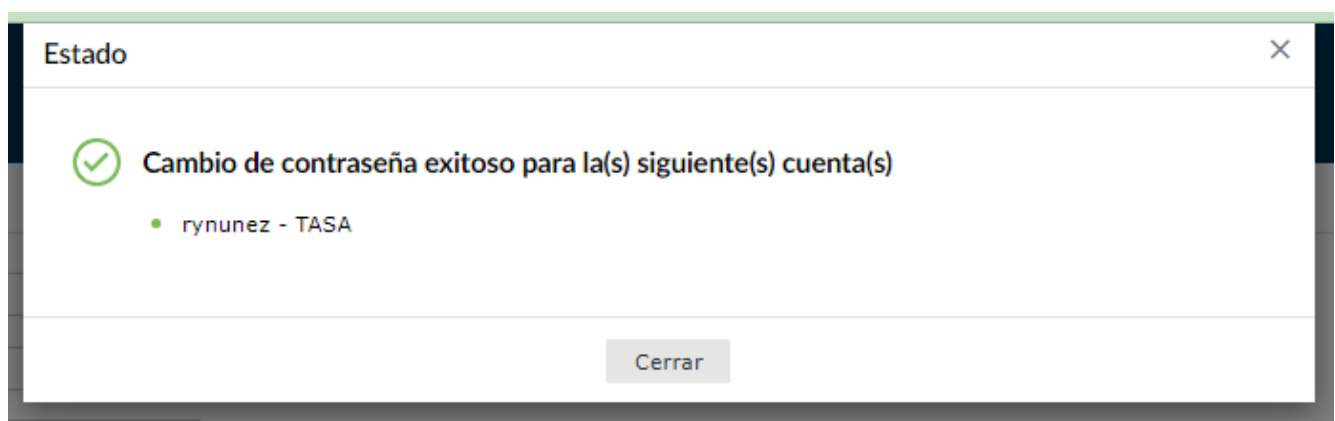 Estado
Cambio de contraseña exitoso para la(s) siguiente(s) cuenta(s)
rynunez - TASA
Cerrar